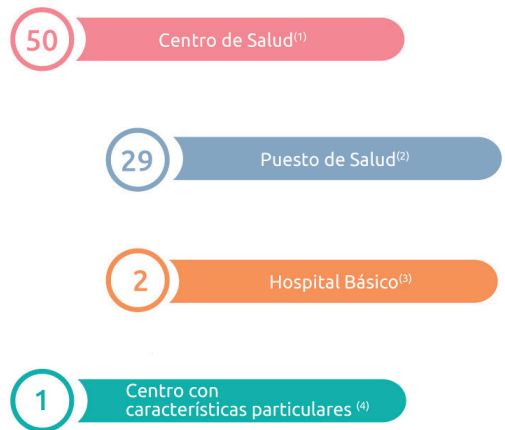 50
Centro de Salud(1)
29
Puesto de Salud(2)
2
Hospital Básico(3)
1
Centro con
características particulares (4)